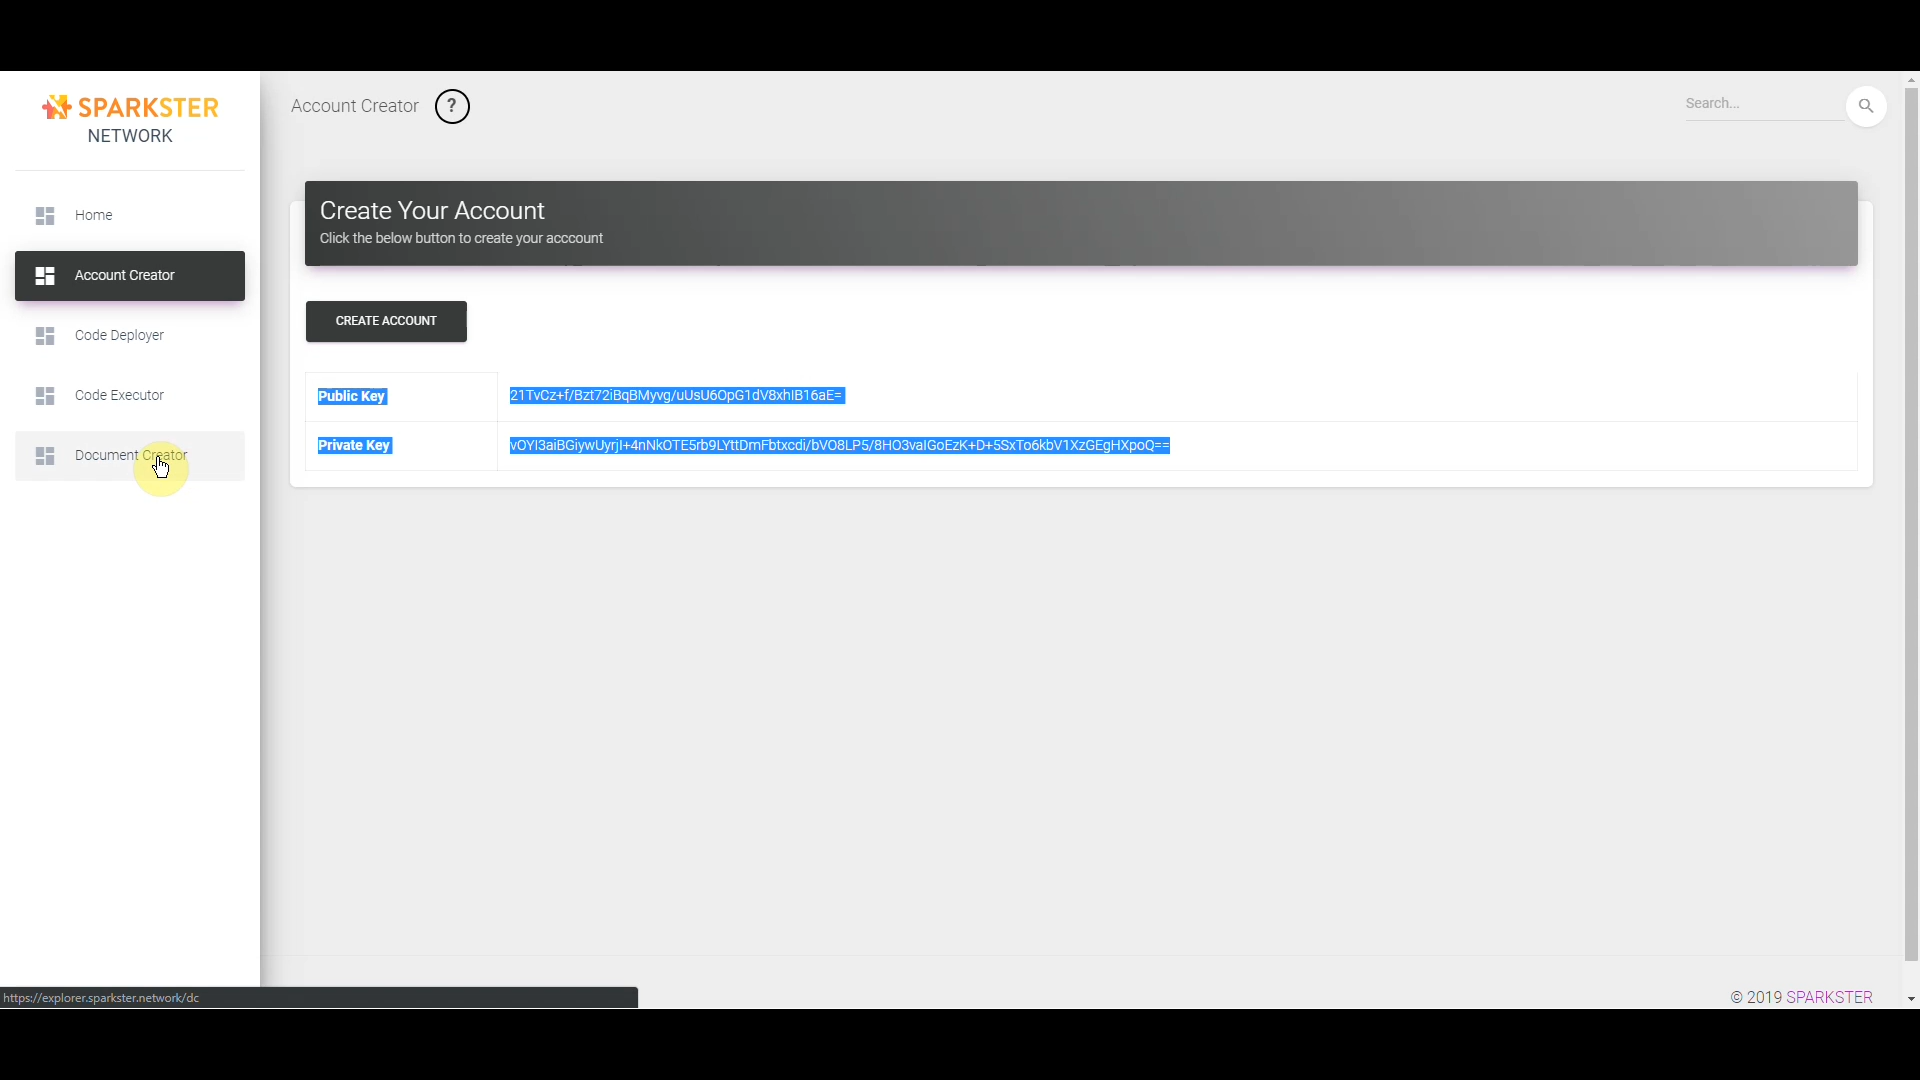 SPARKSTER
NETWORK
Home
Account Creator
Code Deployer
Code Executor
Document Creator
Account Creator ?
Search...
Create Your Account
Click the below button to create your acccount
CREATE ACCOUNT
Public Key 21TvCz+f/Bzt72iBqBMyvg/uUsU6OpG1dV8xhIB16aE=
Private Key vOYI3aiBGiywUyrjI+4nNkOTE5rb9LYttDmFbtxcdi/bVO8LP5/8HO3vaIGoEzK+D+5SxTo6kbV1XzGEgHXpoQ==
https://explorer.sparkster.network/dc
© 2019 SPARKSTER